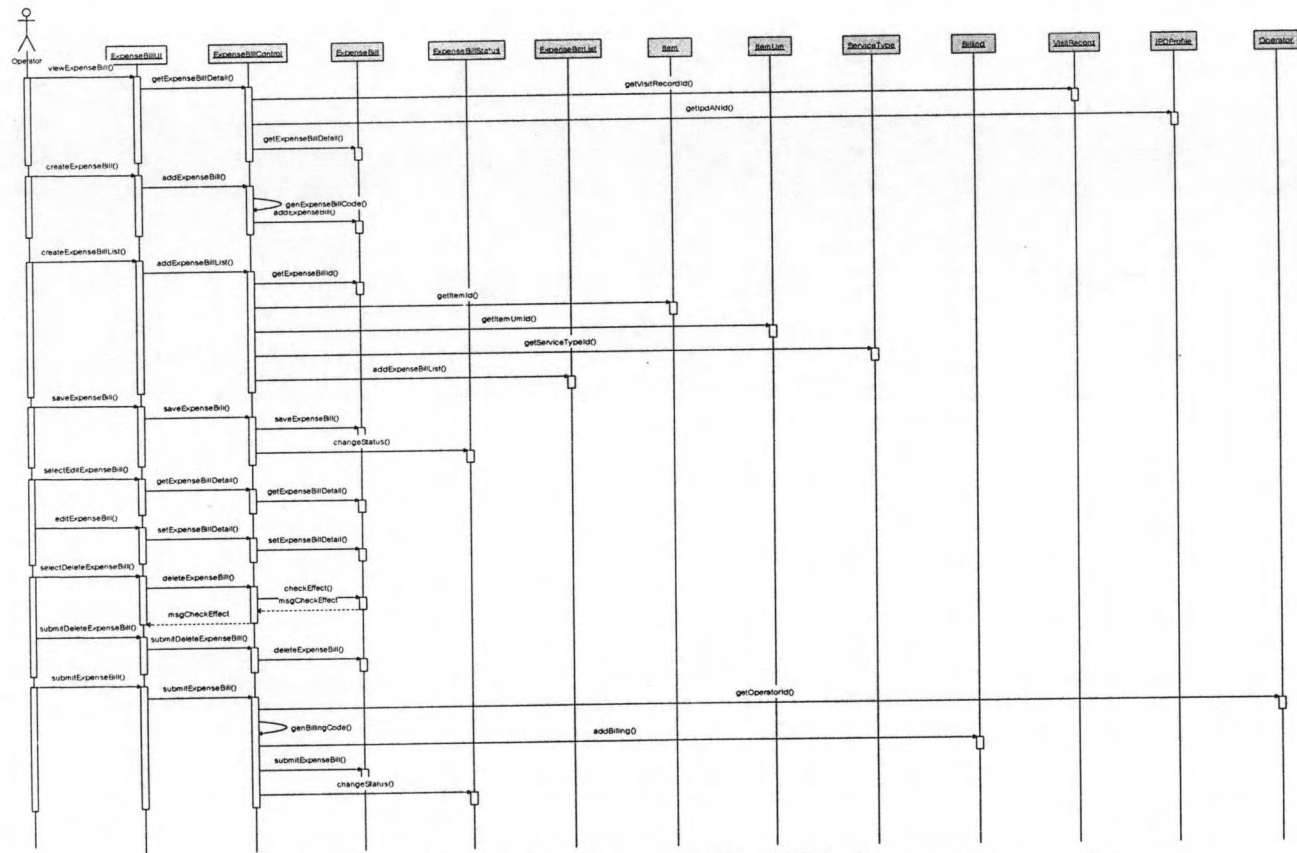 Operator
ExpenseBillUI
ExpenseBillControl
ExpenseBill
ExpenseBillStatus
ExpenseBillList
Item
ItemUm
ServiceType
Billing
VisitRecord
IPDProfile
Operator
viewExpenseBill()
getExpenseBillDetail()
getVisitRecordId()
getIpdANId()
getExpenseBillDetail()
createExpenseBill()
addExpenseBill()
genExpenseBillCode()
addExpenseBill()
createExpenseBillList()
addExpenseBillList()
getExpenseBillId()
getItemId()
getItemUmId()
getServiceTypeId()
addExpenseBillList()
saveExpenseBill()
saveExpenseBill()
saveExpenseBill()
changeStatus()
selectEditExpenseBill()
getExpenseBillDetail()
getExpenseBillDetail()
editExpenseBill()
setExpenseBillDetail()
setExpenseBillDetail()
selectDeleteExpenseBill()
deleteExpenseBill()
checkEffect()
msgCheckEffect
msgCheckEffect
submitDeleteExpenseBill()
submitDeleteExpenseBill()
deleteExpenseBill()
submitExpenseBill()
submitExpenseBill()
getOperatorId()
genBillingCode()
addBilling()
submitExpenseBill()
changeStatus()